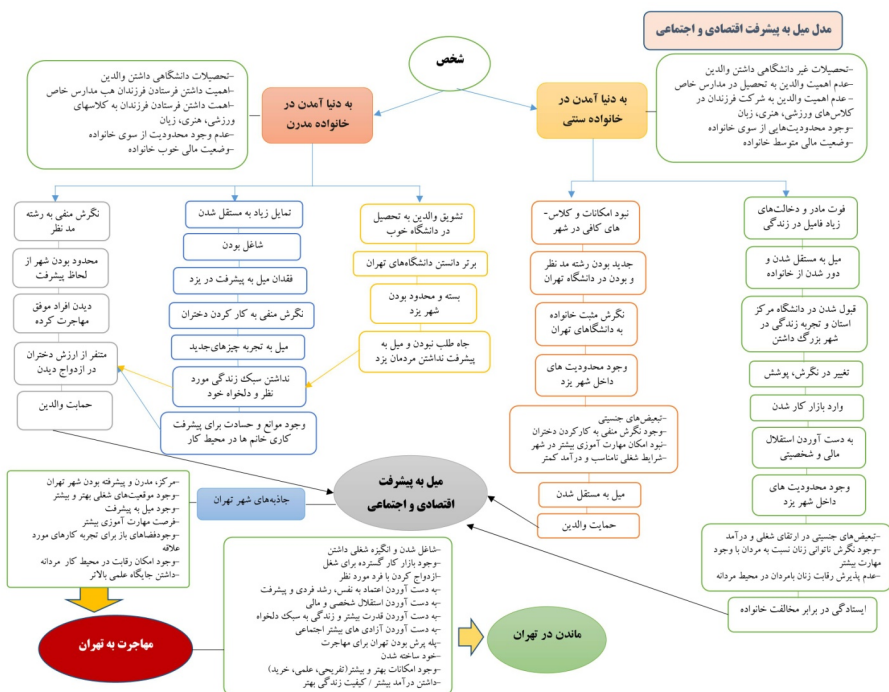 مدل میل به پیشرفت اقتصادی و اجتماعی
شخص
-تحصیلات غیر دانشگاهی داشتن والدین
-عدم اهمیت والدین به تحصیل در مدارس خاص
- عدم اهمیت والدین به شرکت فرزندان در
کلاس‌های ورزشی، هنری، زبان
-وجود محدودیت‌هایی از سوی خانواده
-وضعیت مالی متوسط خانواده
به دنیا آمدن در
خانواده سنتی
به دنیا آمدن در
خانواده مدرن
-تحصیلات دانشگاهی داشتن والدین
-اهمیت داشتن فرستادن فرزندان هب مدارس خاص
-اهمت داشتن فرستادن فرزندان به کلاسهای
ورزشی، هنری، زبان
-عدم وجود محدودیت از سوی خانواده
-وضعیت مالی خوب خانواده
فوت مادر و دخالت‌های
زیاد فامیل در زندگی
میل به مستقل شدن و
دور شدن از خانواده
قبول شدن در دانشگاه مرکز
استان و تجربه زندگی در
شهر بزرگ داشتن
تغییر در نگرش، پوشش
وارد بازار کار شدن
به دست آوردن استقلال
مالی و شخصیتی
وجود محدودیت های
داخل شهر یزد
-تبعیض‌های جنسیتی در ارتقای شغلی و درآمد
-وجود نگرش ناتوانی زنان نسبت به مردان با وجود
مهارت بیشتر
-عدم پذیرش رقابت زنان بامردان در محیط مردانه
ایستادگی در برابر مخالفت خانواده
نبود امکانات و کلاس-
های کافی در شهر
جدید بودن رشته مد نظر
و بودن در دانشگاه تهران
نگرش مثبت خانواده
به دانشگاهای تهران
وجود محدودیت های
داخل شهر یزد
-تبعیض‌های جنسیتی
-وجود نگرش منفی به کارکردن دختران
-نبود امکان مهارت آموزی بیشتر در شهر
-شرایط شغلی نامناسب و درآمد کمتر
میل به مستقل شدن
حمایت والدین
تشویق والدین به تحصیل
در دانشگاه خوب
برتر دانستن دانشگاه‌های تهران
بسته و محدود بودن
شهر یزد
جاه طلب نبودن و میل به
پیشرفت نداشتن مردمان یزد
تمایل زیاد به مستقل شدن
شاغل بودن
فقدان میل به پیشرفت در یزد
نگرش منفی به کار کردن دختران
میل به تجربه چیزهای‌جدید
نداشتن سبک زندگی مورد
نظر و دلخواه خود
وجود موانع و حسادت برای پیشرفت
کاری خانم ها در محیط کار
نگرش منفی به رشته
مد نظر
محدود بودن شهر از
لحاظ پیشرفت
دیدن افراد موفق
مهاجرت کرده
متنفر از ارزش دختران
در ازدواج دیدن
حمایت والدین
میل به پیشرفت
اقتصادی و اجتماعی
جاذبه‌های شهر تهران
-مرکز، مدرن و پیشرفته بودن شهر تهران
-وجود موقعیت‌های شغلی بهتر و بیشتر
-وجود میل به پیشرفت
-فرصت مهارت آموزی بیشتر
-وجودفضاهای باز برای تجربه کارهای مورد
علاقه
-وجود امکان رقابت در محیط کار مردانه
-داشتن جایگاه علمی بالاتر
مهاجرت به تهران
-شاغل شدن و انگیزه شغلی داشتن
-وجود بازار کار گسترده برای شغل
-ازدواج کردن با فرد مورد نظر
-به دست آوردن اعتماد به نفس، رشد فردی و پیشرفت
-به دست آوردن استقلال شخصی و مالی
-به دست آوردن قدرت بیشتر و زندگی به سبک دلخواه
-به دست آوردن آزادی های بیشتر اجتماعی
-پله پرش بودن تهران برای مهاجرت
-خود ساخته شدن
-وجود امکانات بهتر و بیشتر(تفریحی، علمی، خرید)
-داشتن درآمد بیشتر / کیفیت زندگی بهتر
ماندن در تهران